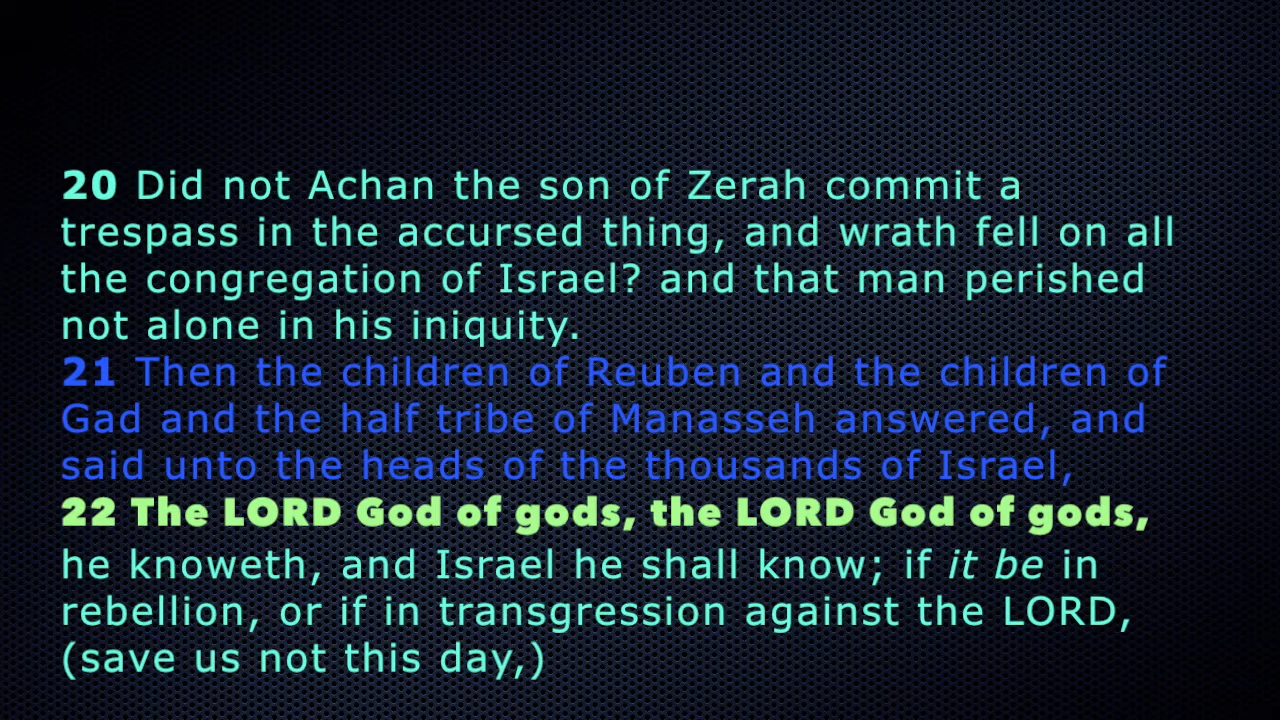 20 Did not Achan the son of Zerah commit a
trespass in the accursed thing, and wrath fell on all
the congregation of Israel? and that man perished
not alone in his iniquity.
21 Then the children of Reuben and the children of
Gad and the half tribe of Manasseh answered, and
said unto the heads of the thousands of Israel,
22 The LORD God of gods, the LORD God of gods,
he knoweth, and Israel he shall know; if it be in
rebellion, or if in transgression against the LORD,
(save us not this day,)